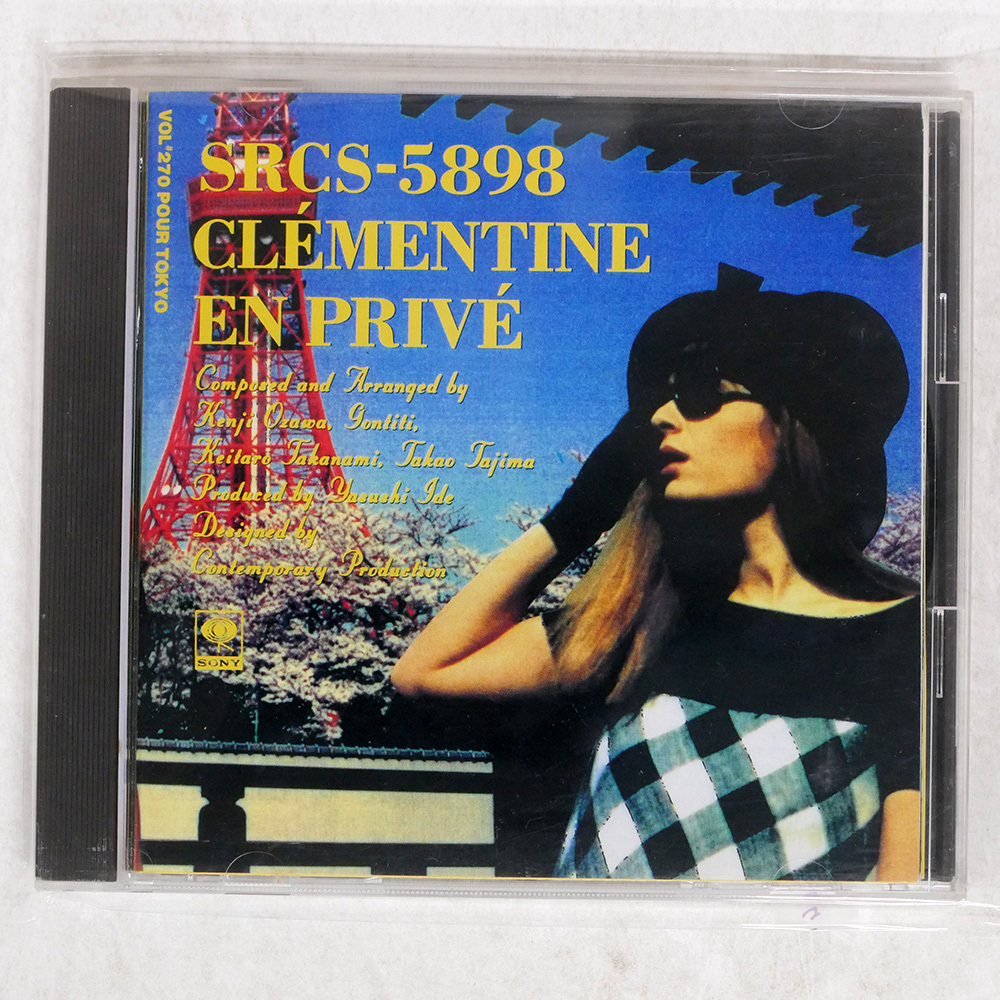 VOL#270 POUR TOKYO
SRCS-5898
CLÉMENTINE
EN PRIVÉ
Composed and Arranged by
Kenji Ozawa, Gontiti,
Keitarō Takanami, Takao Tajima
Produced by Yasushi Ide
Designed by
Contemporary Production
SONY